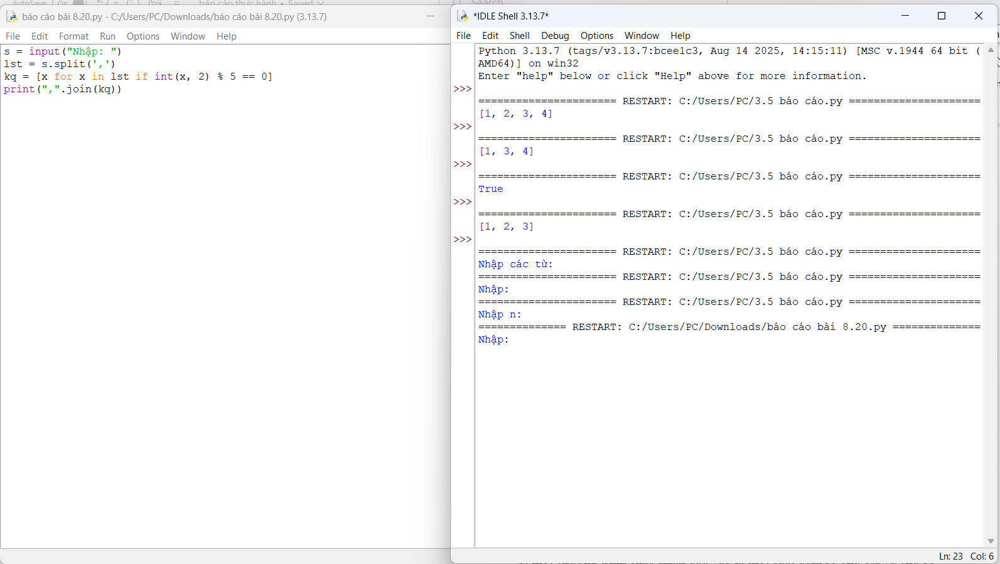 AutoSave On báo cáo thực hành • Saved Search
báo cáo bài 8.20.py - C:/Users/PC/Downloads/báo cáo bài 8.20.py (3.13.7)
File Edit Format Run Options Window Help
s = input("Nhập: ")
lst = s.split(',')
kq = [x for x in lst if int(x, 2) % 5 == 0]
print(",".join(kq))
*IDLE Shell 3.13.7*
File Edit Shell Debug Options Window Help
Python 3.13.7 (tags/v3.13.7:bcee1c3, Aug 14 2025, 14:15:11) [MSC v.1944 64 bit (
AMD64)] on win32
Enter "help" below or click "Help" above for more information.
>>>
====================== RESTART: C:/Users/PC/3.5 báo cáo.py =====================
[1, 2, 3, 4]
>>>
====================== RESTART: C:/Users/PC/3.5 báo cáo.py =====================
[1, 3, 4]
>>>
====================== RESTART: C:/Users/PC/3.5 báo cáo.py =====================
True
>>>
====================== RESTART: C:/Users/PC/3.5 báo cáo.py =====================
[1, 2, 3]
>>>
====================== RESTART: C:/Users/PC/3.5 báo cáo.py =====================
Nhập các từ:
====================== RESTART: C:/Users/PC/3.5 báo cáo.py =====================
Nhập:
====================== RESTART: C:/Users/PC/3.5 báo cáo.py =====================
Nhập n:
============== RESTART: C:/Users/PC/Downloads/báo cáo bài 8.20.py ==============
Nhập:
Ln: 23 Col: 6